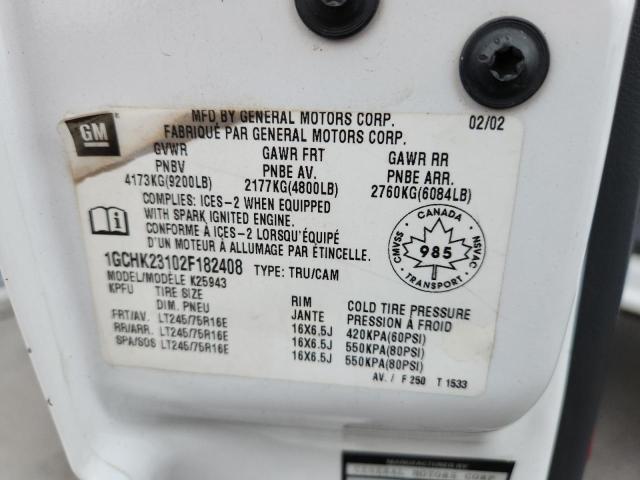 GM
MFD BY GENERAL MOTORS CORP. 02/02
FABRIQUÉ PAR GENERAL MOTORS CORP.
GVWR GAWR FRT GAWR RR
PNBV PNBE AV. PNBE ARR.
4173KG(9200LB) 2177KG(4800LB) 2760KG(6084LB)
COMPLIES: ICES-2 WHEN EQUIPPED
WITH SPARK IGNITED ENGINE.
CONFORME À ICES-2 LORSQU'ÉQUIPÉ
D'UN MOTEUR À ALLUMAGE PAR ÉTINCELLE.
CANADA
CMVSS 985 NSVAC
TRANSPORT
1GCHK23102F182408 TYPE: TRU/CAM
MODEL/MODÈLE K25943
KPFU TIRE SIZE RIM COLD TIRE PRESSURE
DIM. PNEU JANTE PRESSION À FROID
FRT/AV. LT245/75R16E 16X6.5J 420KPA(60PSI)
RR/ARR. LT245/75R16E 16X6.5J 550KPA(80PSI)
SPA/SOS LT245/75R16E 16X6.5J 550KPA(80PSI)
AV. / F 250 T 1533
MANUFACTURED BY
GENERAL MOTORS CORP